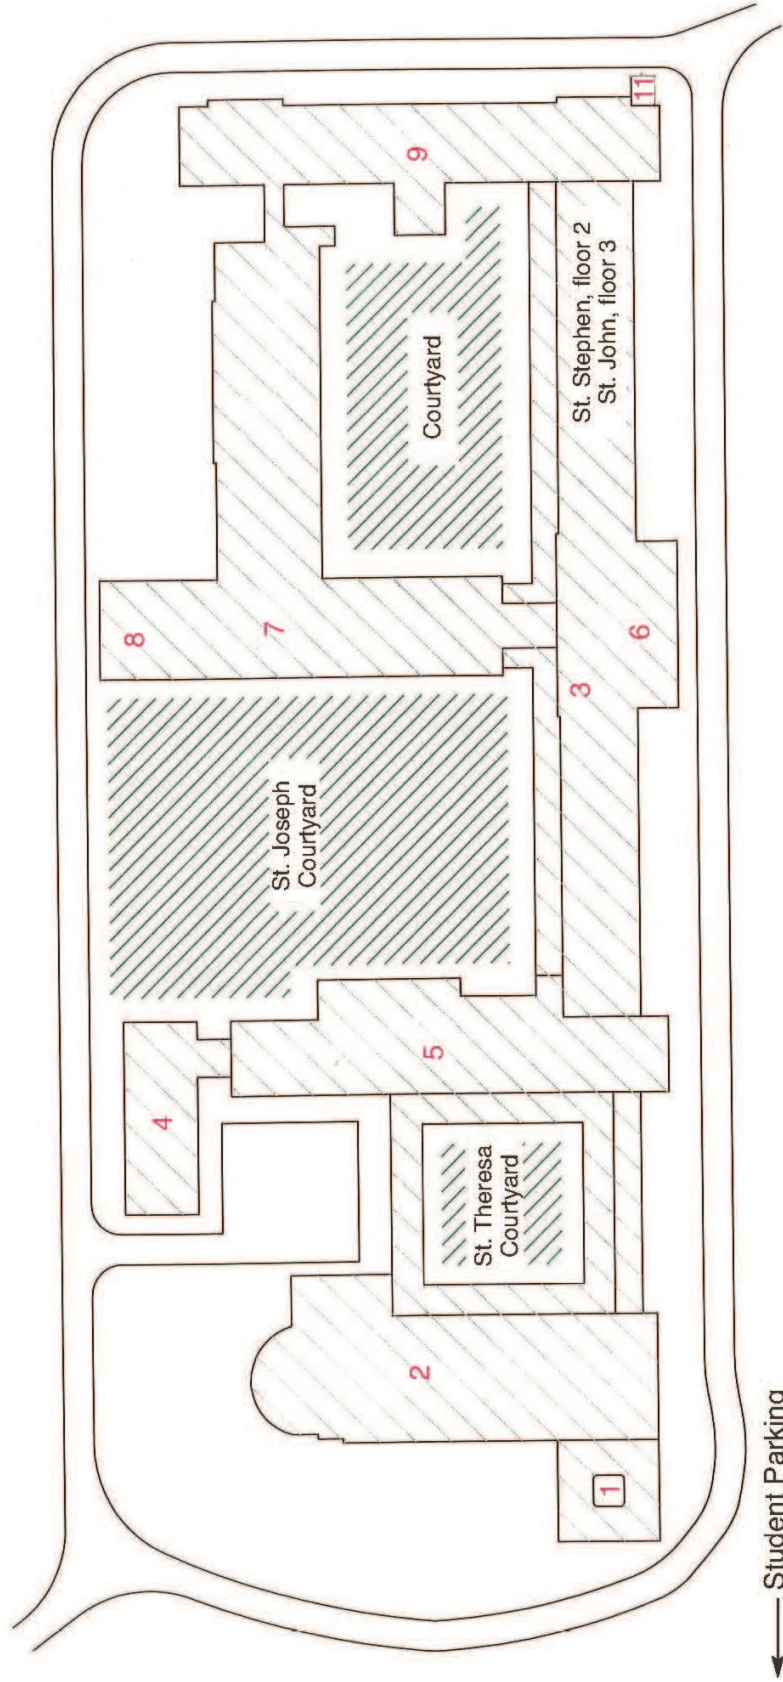 8
4
7
St. Joseph
Courtyard
2
5
Courtyard
9
St. Theresa
Courtyard
3
St. Stephen, floor 2
St. John, floor 3
1
6
11
Student Parking